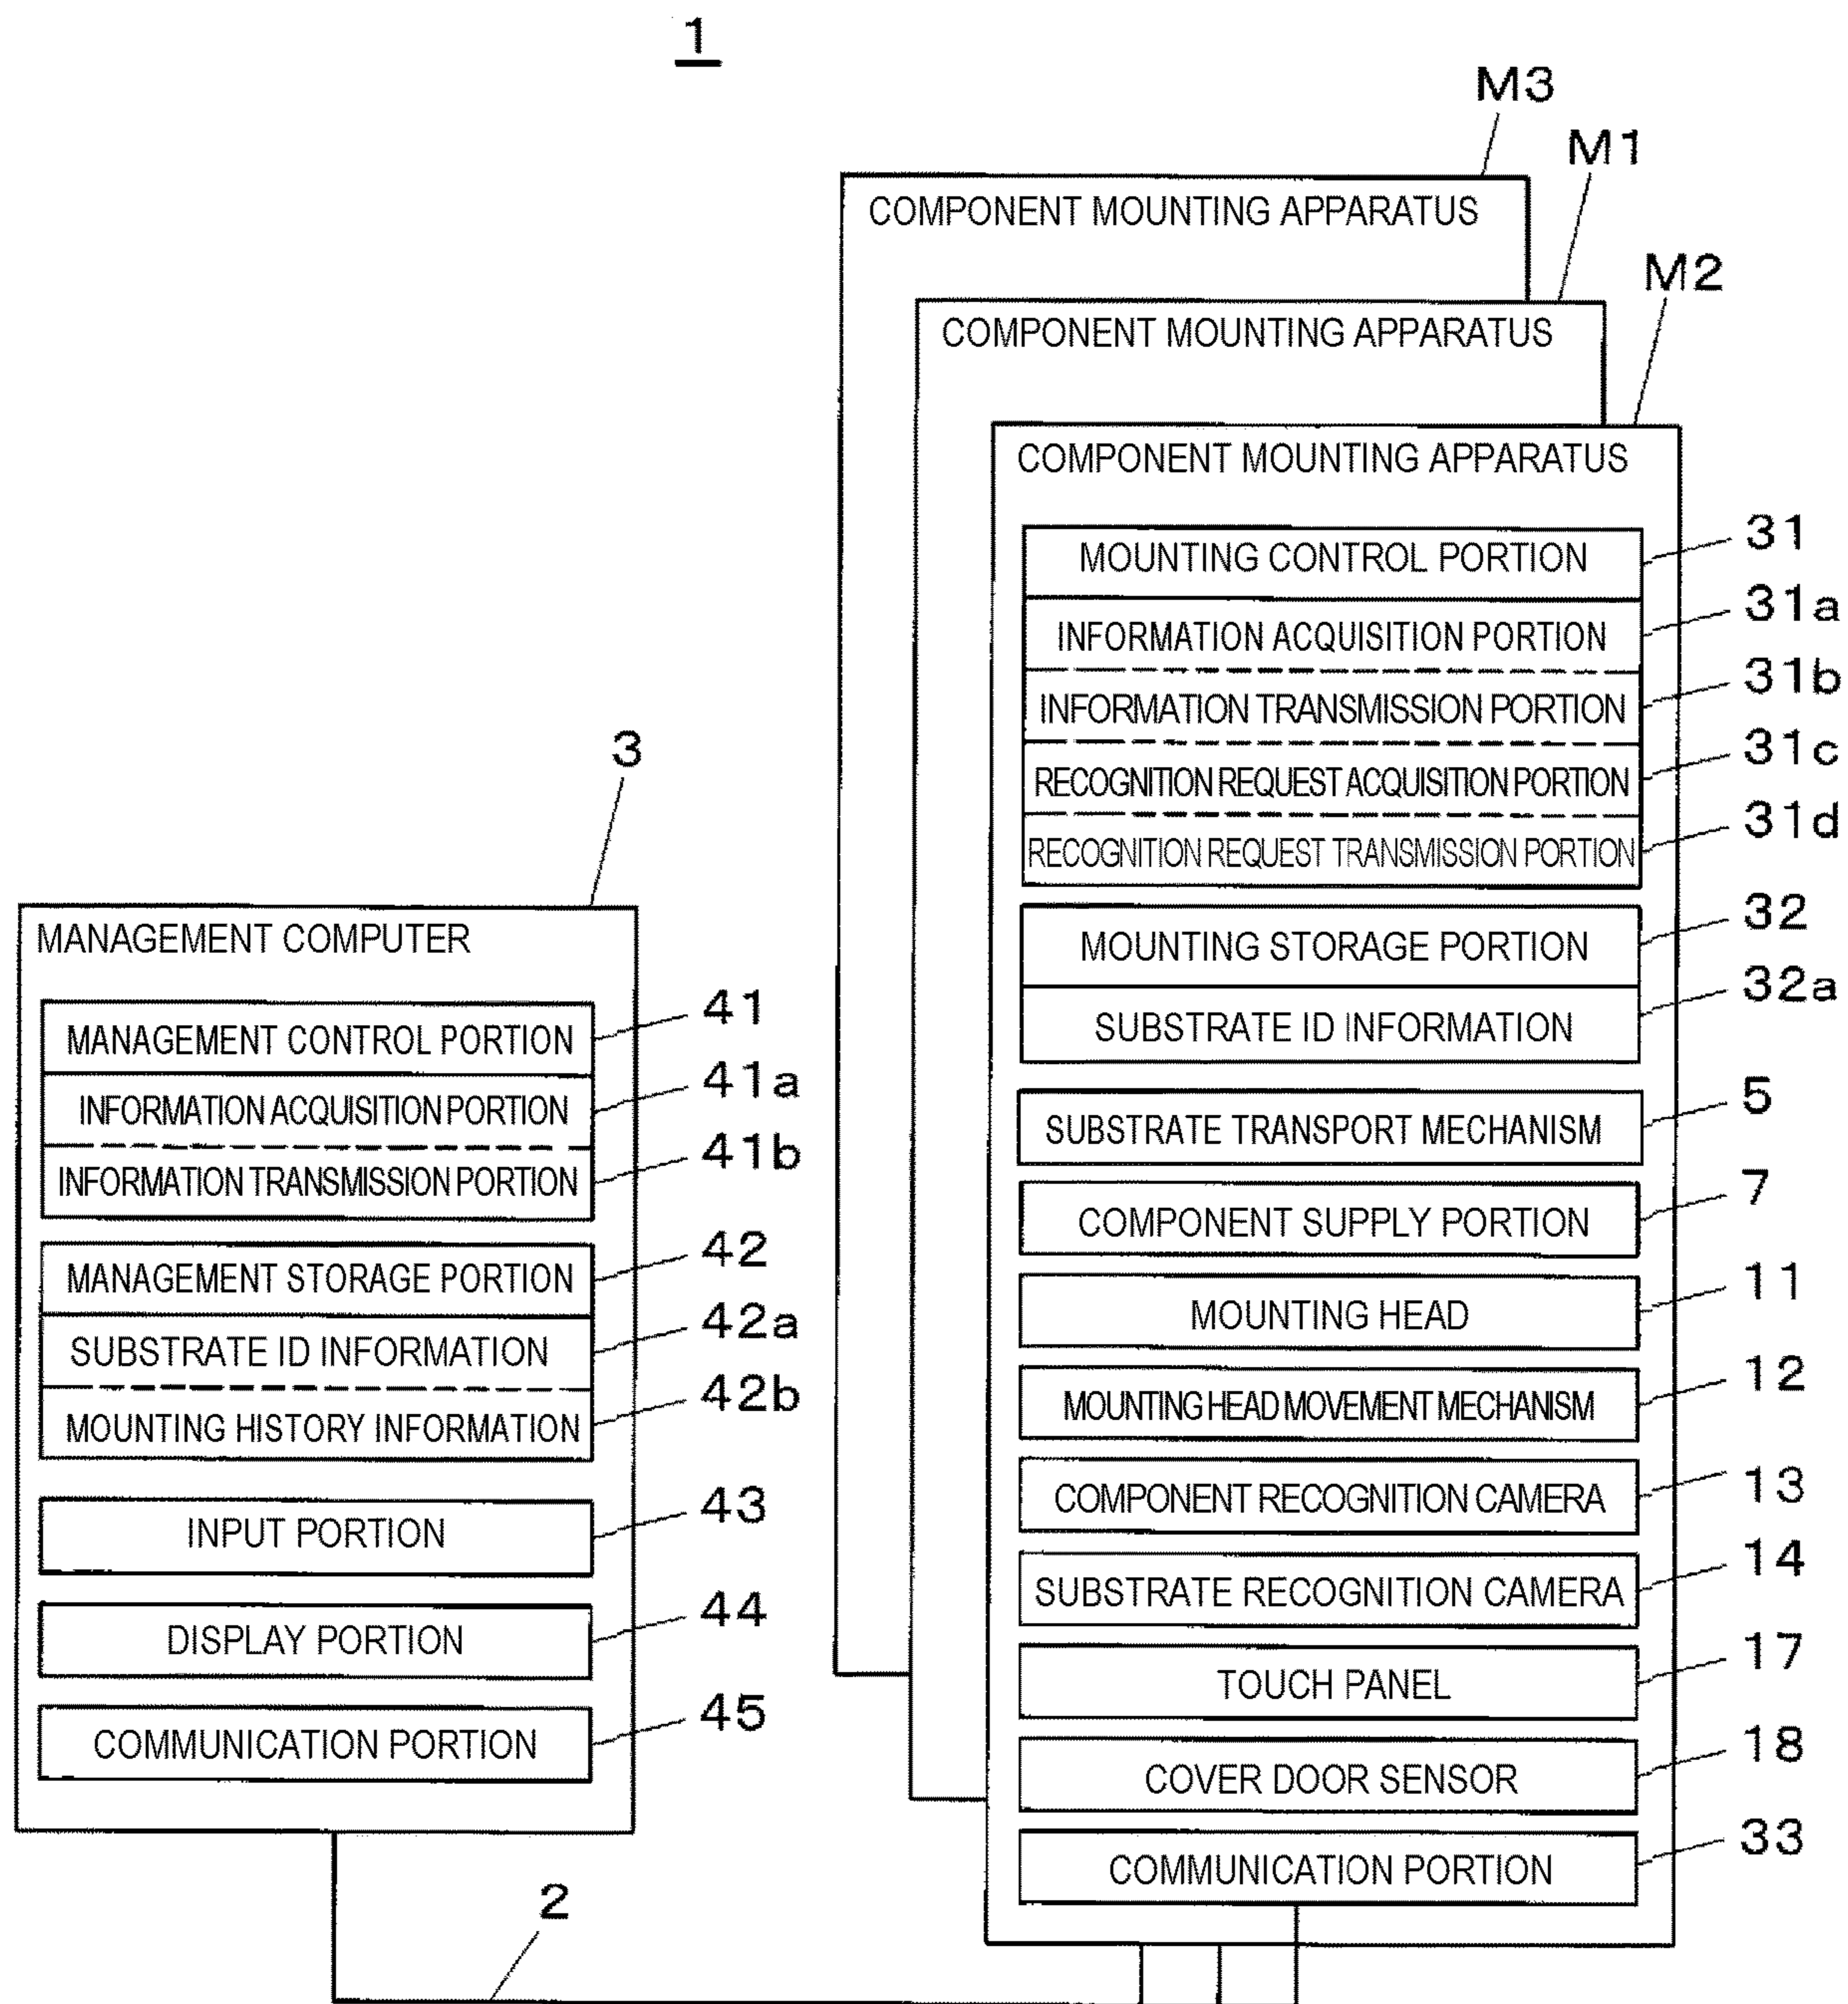 1
M3
COMPONENT MOUNTING APPARATUS
M1
COMPONENT MOUNTING APPARATUS
M2
COMPONENT MOUNTING APPARATUS
MOUNTING CONTROL PORTION 31
INFORMATION ACQUISITION PORTION 31a
INFORMATION TRANSMISSION PORTION 31b
RECOGNITION REQUEST ACQUISITION PORTION 31c
RECOGNITION REQUEST TRANSMISSION PORTION 31d
MOUNTING STORAGE PORTION 32
SUBSTRATE ID INFORMATION 32a
SUBSTRATE TRANSPORT MECHANISM 5
COMPONENT SUPPLY PORTION 7
MOUNTING HEAD 11
MOUNTING HEAD MOVEMENT MECHANISM 12
COMPONENT RECOGNITION CAMERA 13
SUBSTRATE RECOGNITION CAMERA 14
TOUCH PANEL 17
COVER DOOR SENSOR 18
COMMUNICATION PORTION 33
3
MANAGEMENT COMPUTER
MANAGEMENT CONTROL PORTION 41
INFORMATION ACQUISITION PORTION 41a
INFORMATION TRANSMISSION PORTION 41b
MANAGEMENT STORAGE PORTION 42
SUBSTRATE ID INFORMATION 42a
MOUNTING HISTORY INFORMATION 42b
INPUT PORTION 43
DISPLAY PORTION 44
COMMUNICATION PORTION 45
2